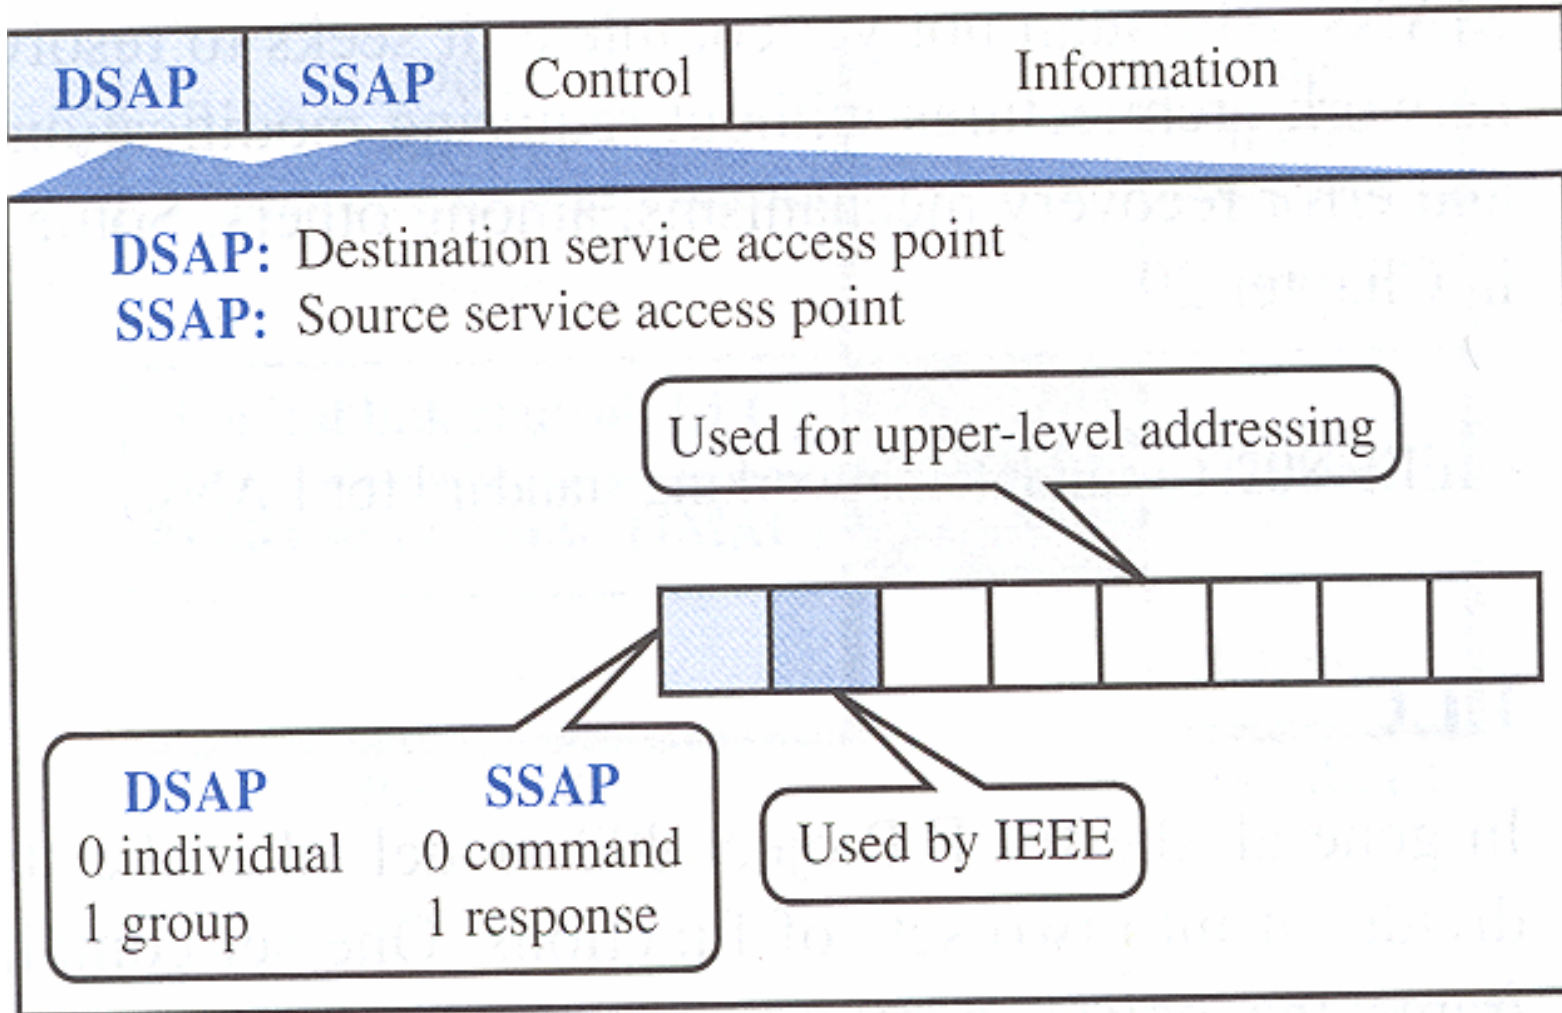 DSAP SSAP Control Information
DSAP: Destination service access point
SSAP: Source service access point
Used for upper-level addressing
DSAP SSAP
0 individual 0 command
1 group 1 response
Used by IEEE